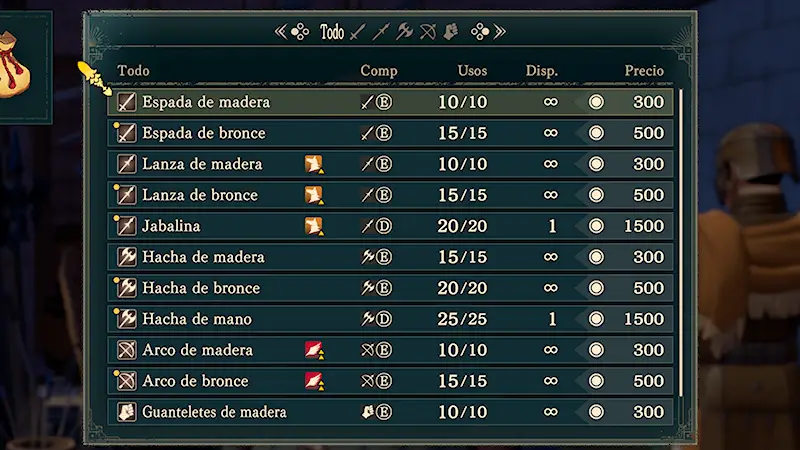 Todo
Todo Comp Usos Disp. Precio
Espada de madera E 10/10 ∞ 300
Espada de bronce E 15/15 ∞ 500
Lanza de madera E 10/10 ∞ 300
Lanza de bronce E 15/15 ∞ 500
Jabalina D 20/20 1 1500
Hacha de madera E 15/15 ∞ 300
Hacha de bronce E 20/20 ∞ 500
Hacha de mano D 25/25 1 1500
Arco de madera E 10/10 ∞ 300
Arco de bronce E 15/15 ∞ 500
Guanteletes de madera E 10/10 ∞ 300